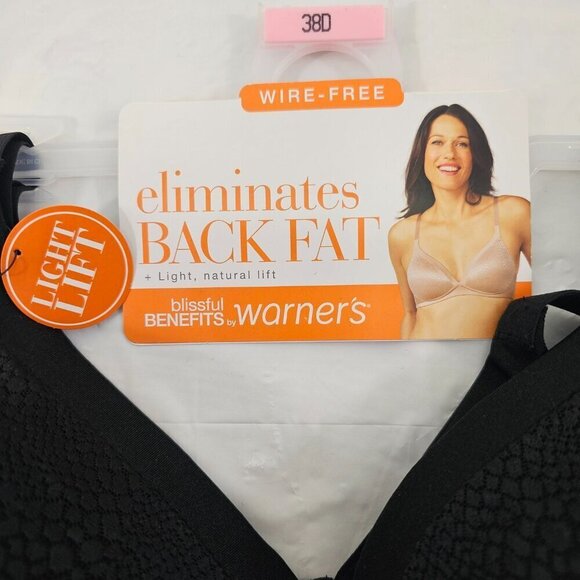 38D
WIRE-FREE
eliminates
BACK FAT
+ Light, natural lift
blissful
BENEFITS by warner's®
LIGHT
LIFT